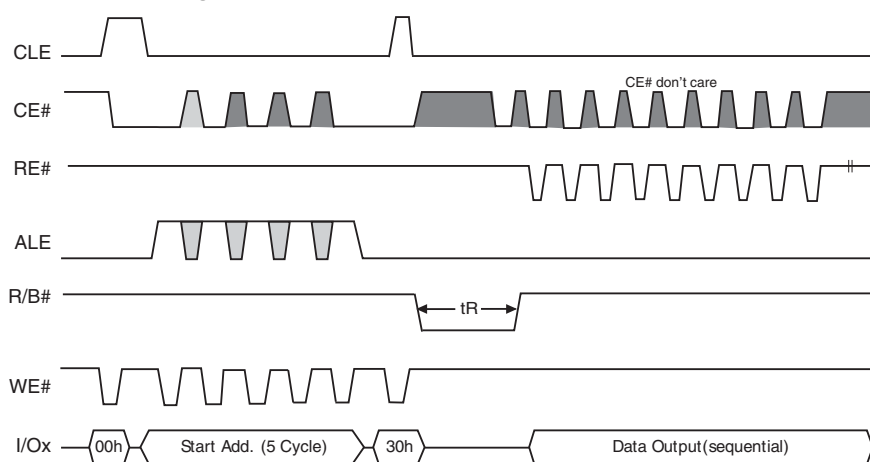 CLE
CE# don't care
CE#
RE#
ALE
R/B#
tR
WE#
I/Ox
00h
Start Add. (5 Cycle)
30h
Data Output(sequential)